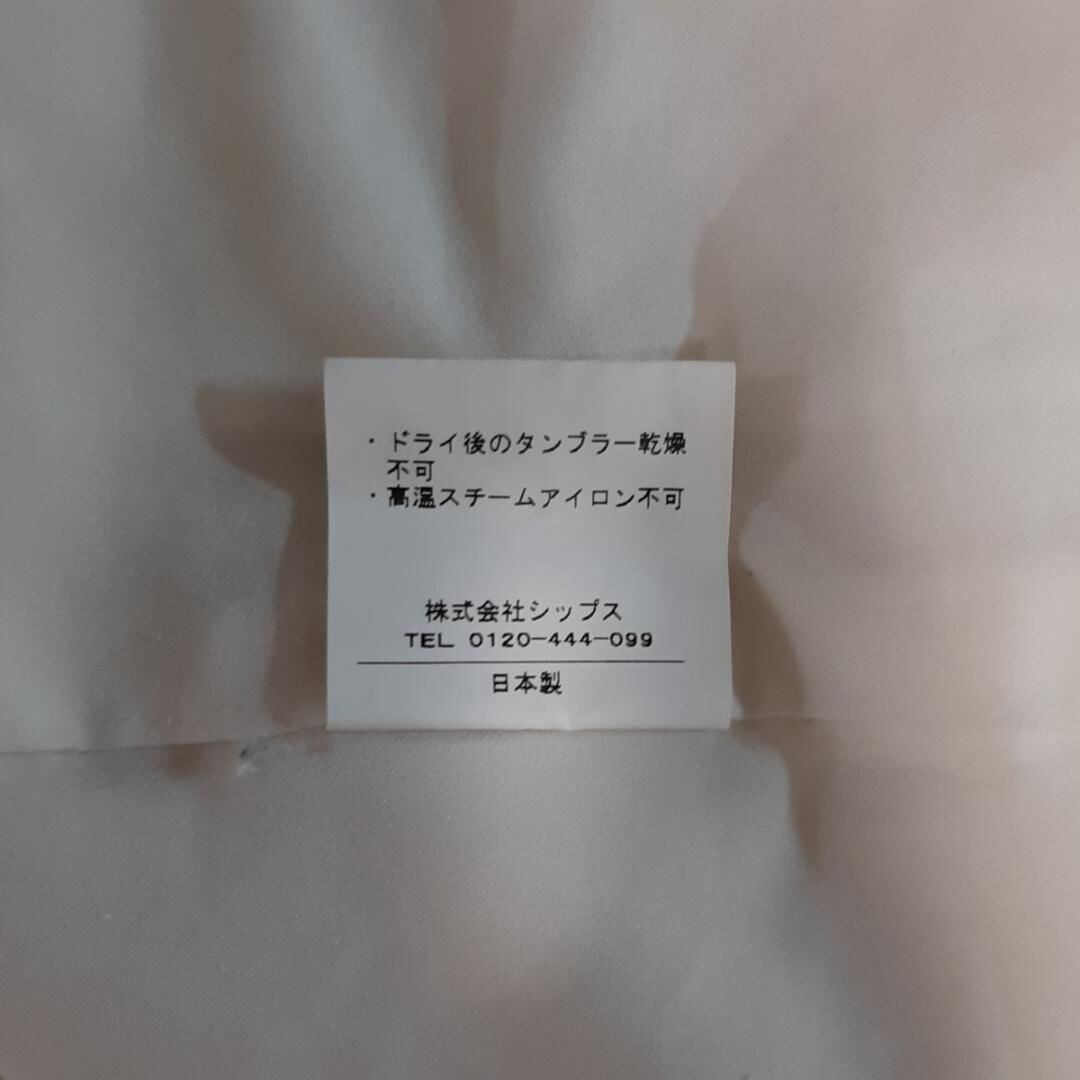 ・ドライ後のタンブラー乾燥
不可
・高温スチームアイロン不可
株式会社シップス
TEL 0120-444-099
日本製